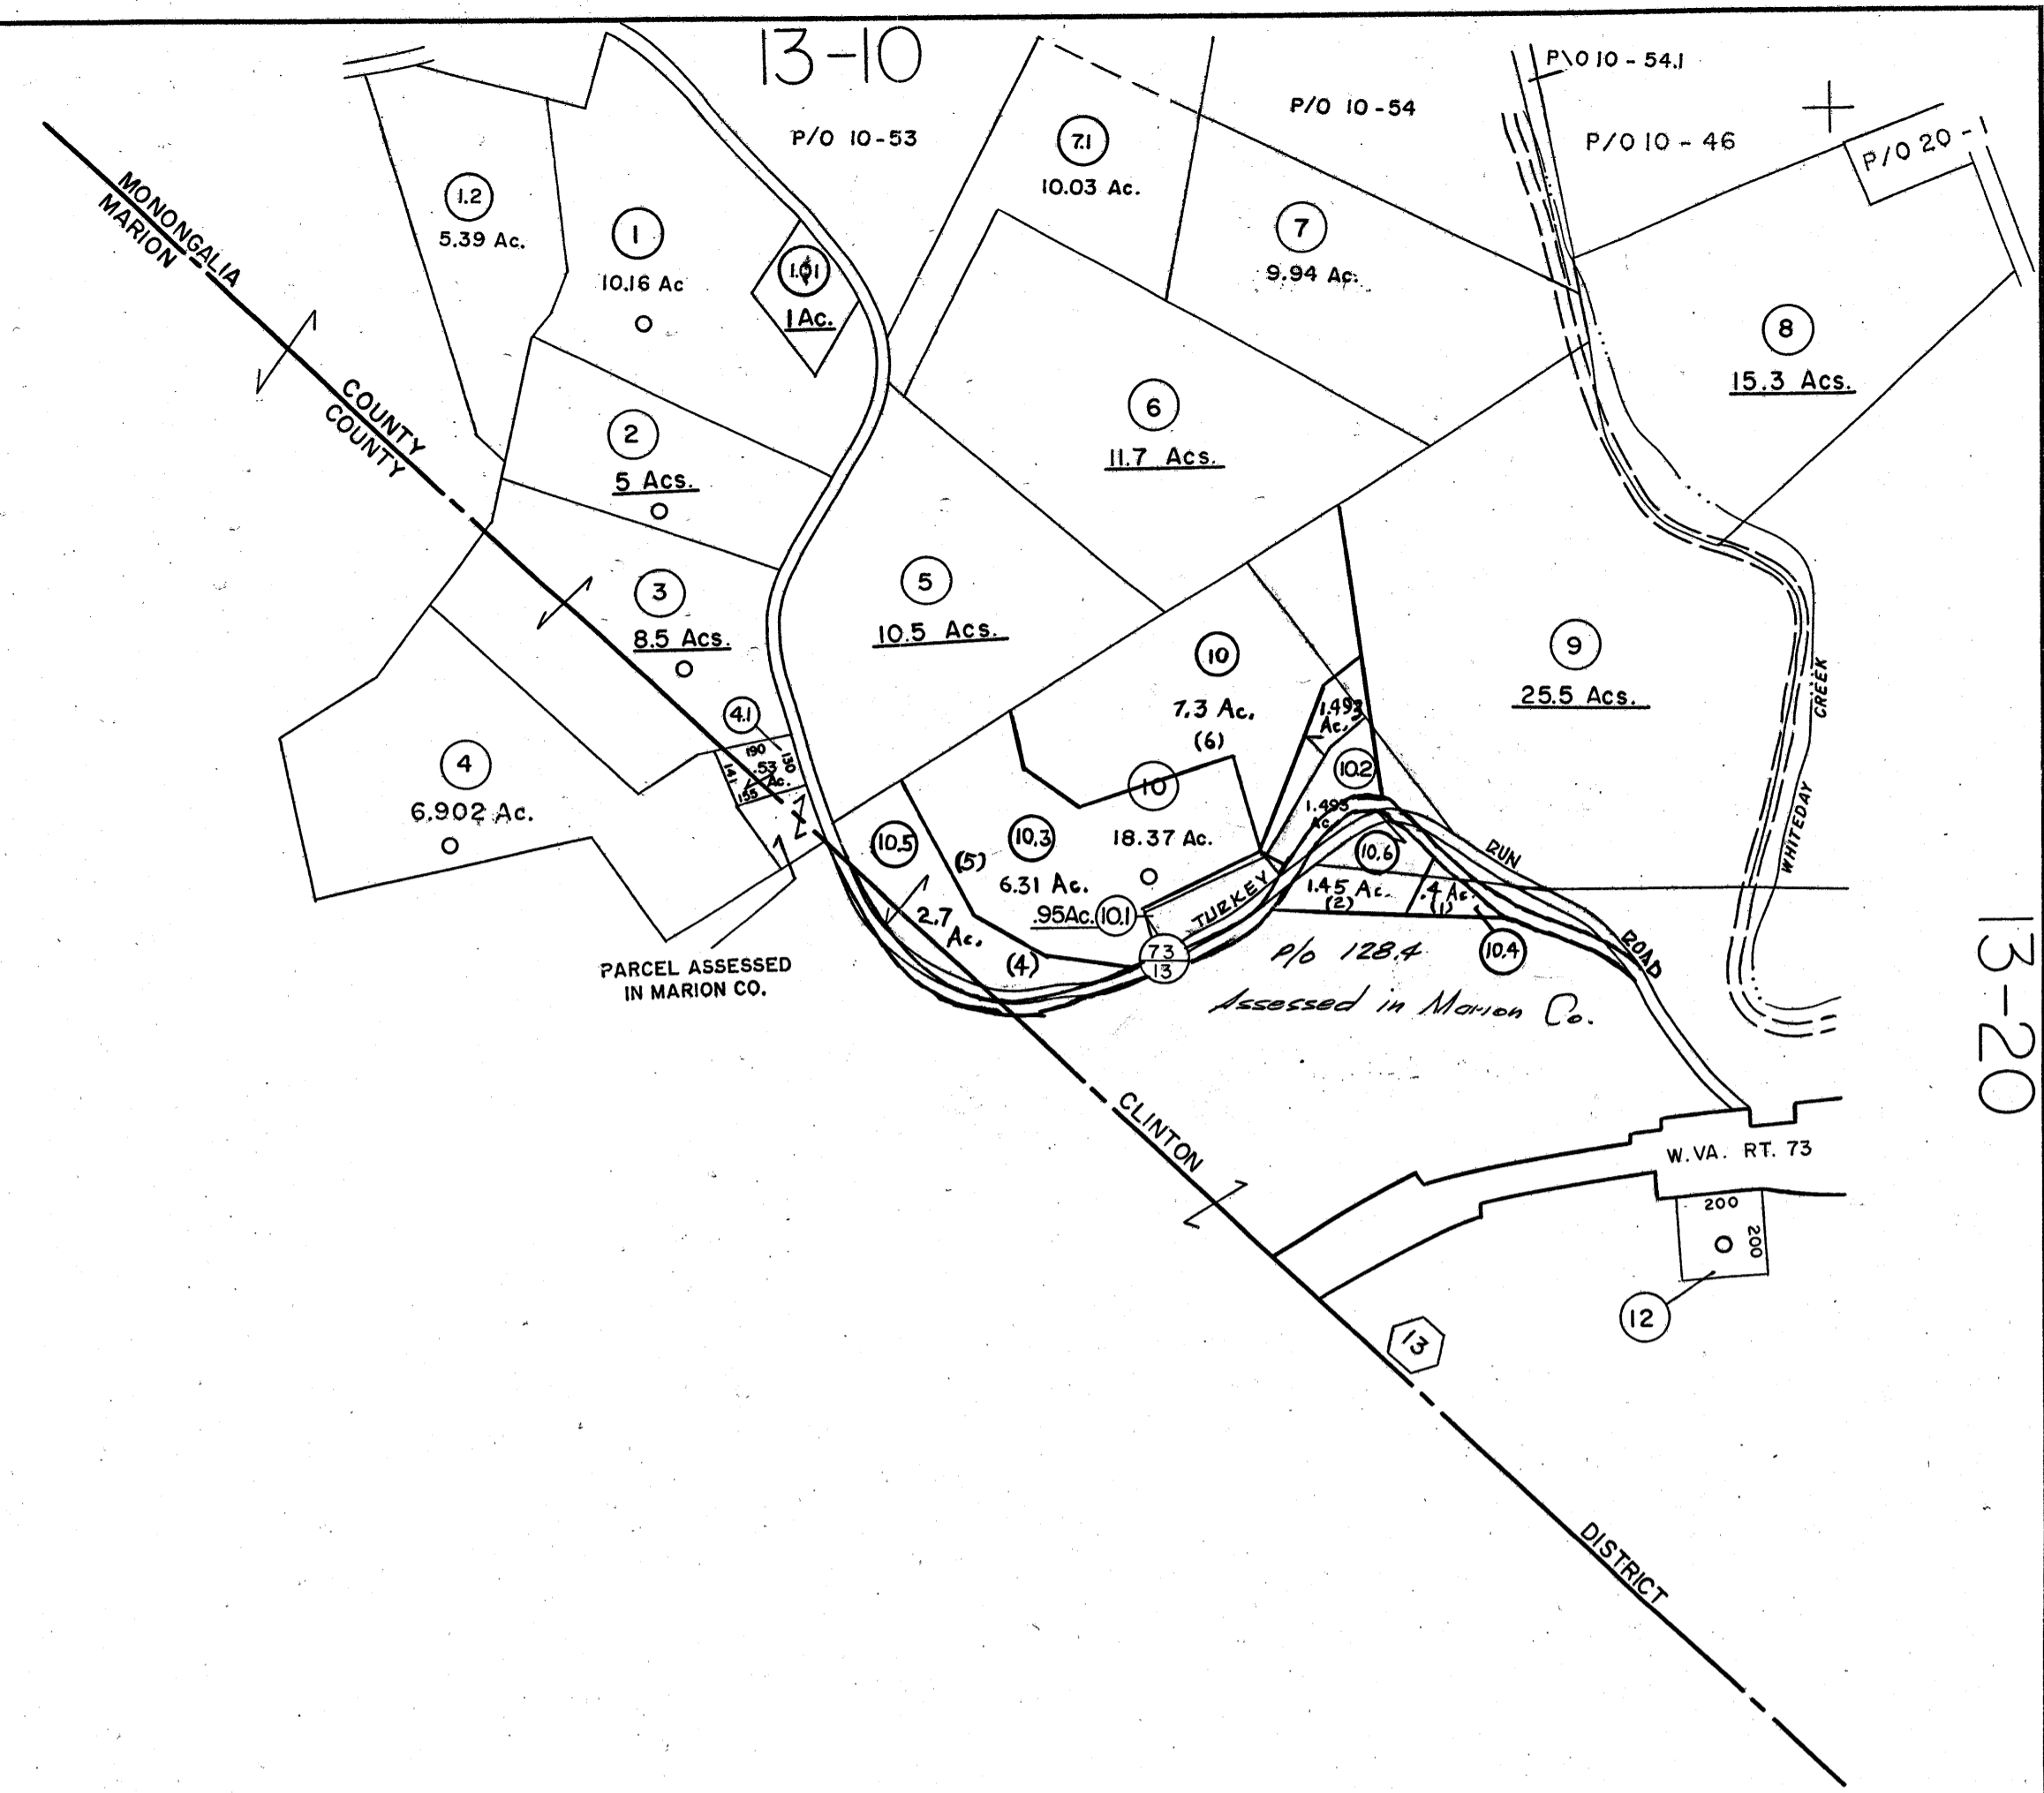 13-10
P\O 10 - 54.1
P/O 10-53
P/O 10-54
P/O 10 - 46
P/O 20 - 1
7.1
10.03 Ac.
1.2
5.39 Ac.
1
10.16 Ac
1 Ac.
7
9.94 Ac.
8
15.3 Acs.
MONONGALIA
MARION
COUNTY
COUNTY
2
5 Acs.
6
11.7 Acs.
3
8.5 Acs.
5
10.5 Acs.
10
7.3 Ac.
(6)
9
25.5 Acs.
1.493
Ac.
4.1
190
130
.53
Ac.
141
155
4
6.902 Ac.
10
18.37 Ac.
10.2
1.493
Ac.
10.5
2.7
Ac.
(4)
(5)
10.3
6.31 Ac.
.95 Ac.
10.1
10.6
1.45 Ac.
(2)
.4 Ac.
(1)
10.4
TURKEY
RUN
ROAD
WHITEDAY
CREEK
73
13
P/o 128.4
Assessed in Marion Co.
PARCEL ASSESSED
IN MARION CO.
13-20
CLINTON
W.VA. RT. 73
200
200
12
13
DISTRICT